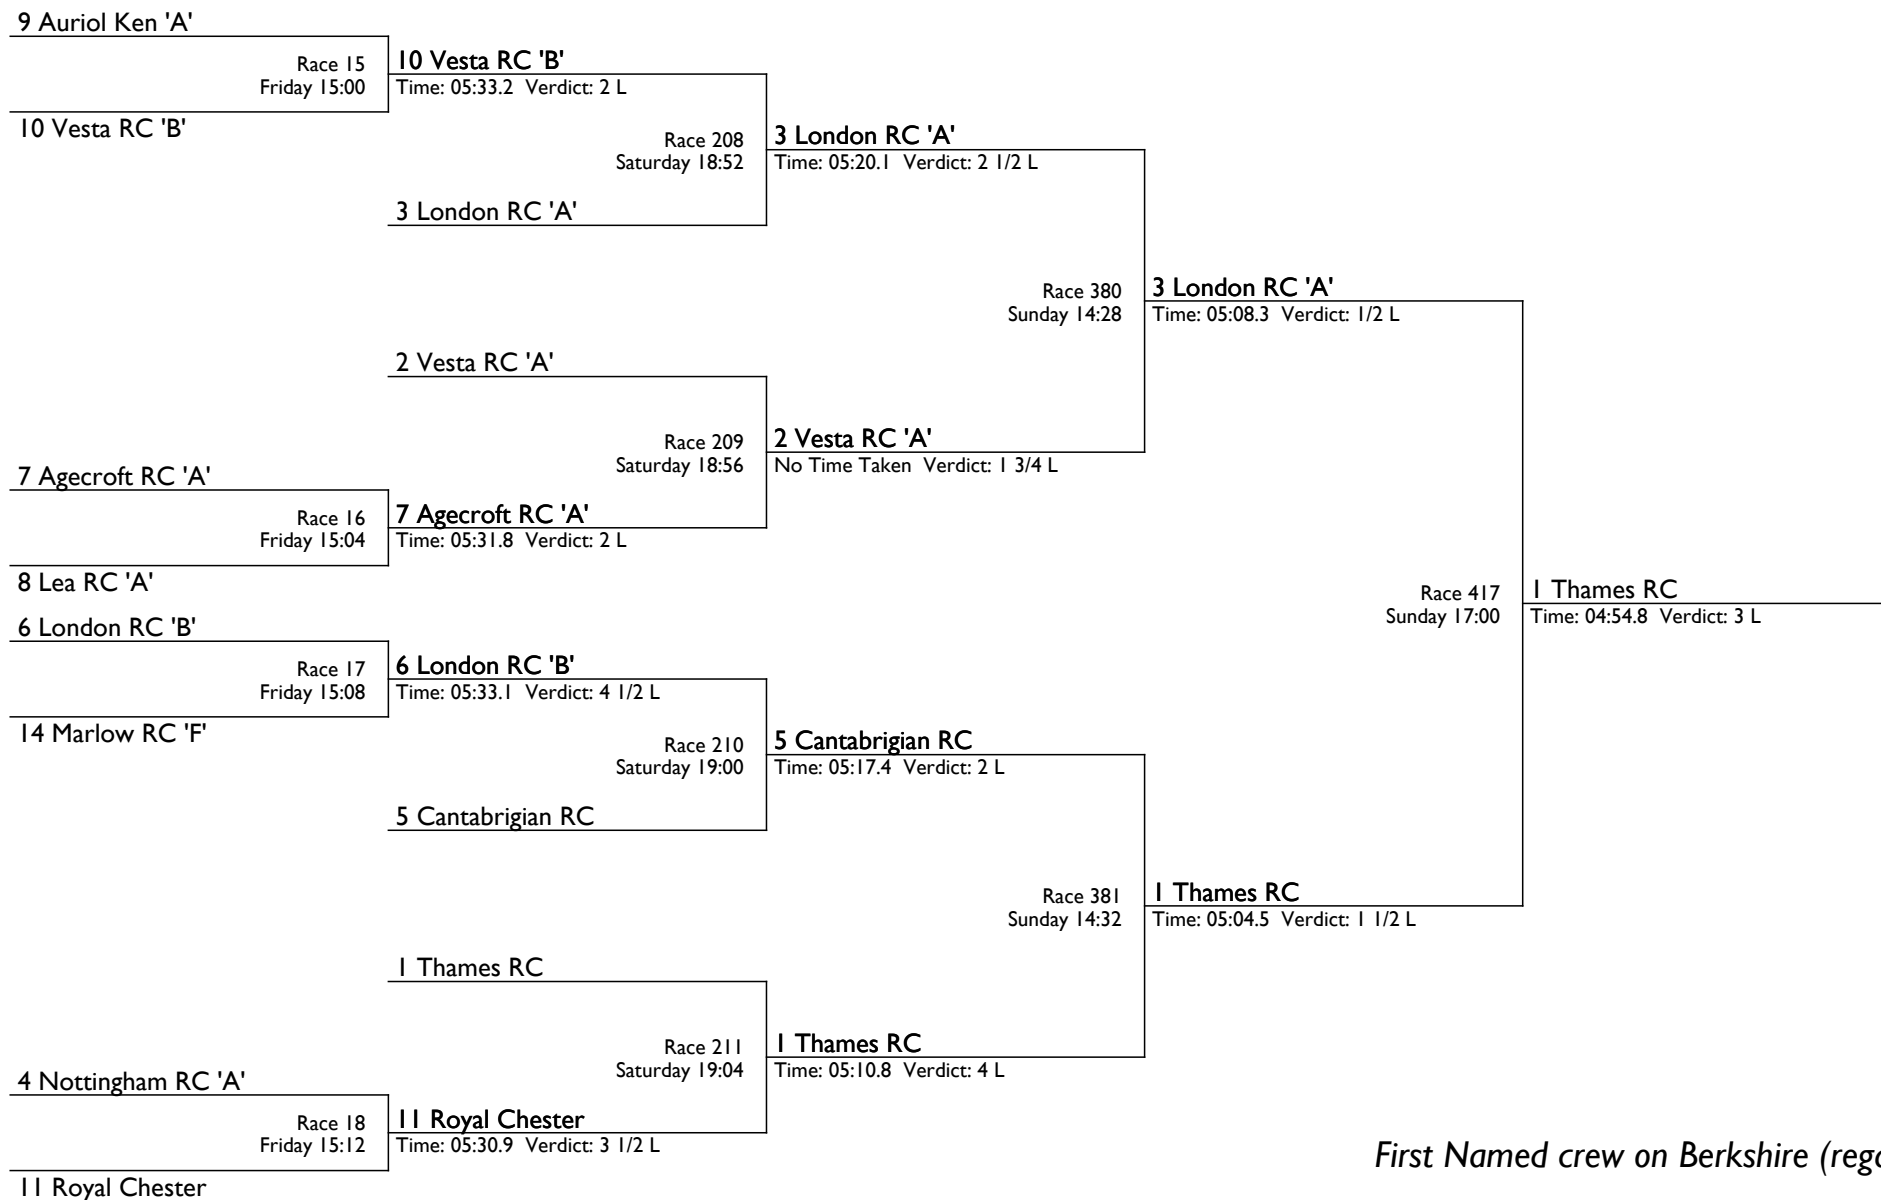 9 Auriol Ken 'A'
Race 15
Friday 15:00
10 Vesta RC 'B'
10 Vesta RC 'B'
Time: 05:33.2 Verdict: 2 L
Race 208
Saturday 18:52
3 London RC 'A'
3 London RC 'A'
Time: 05:20.1 Verdict: 2 1/2 L
Race 380
Sunday 14:28
3 London RC 'A'
Time: 05:08.3 Verdict: 1/2 L
2 Vesta RC 'A'
Race 209
Saturday 18:56
2 Vesta RC 'A'
No Time Taken Verdict: 1 3/4 L
7 Agecroft RC 'A'
Race 16
Friday 15:04
7 Agecroft RC 'A'
Time: 05:31.8 Verdict: 2 L
8 Lea RC 'A'
Race 417
Sunday 17:00
1 Thames RC
Time: 04:54.8 Verdict: 3 L
6 London RC 'B'
Race 17
Friday 15:08
6 London RC 'B'
Time: 05:33.1 Verdict: 4 1/2 L
14 Marlow RC 'F'
Race 210
Saturday 19:00
5 Cantabrigian RC
Time: 05:17.4 Verdict: 2 L
5 Cantabrigian RC
Race 381
Sunday 14:32
1 Thames RC
Time: 05:04.5 Verdict: 1 1/2 L
1 Thames RC
Race 211
Saturday 19:04
1 Thames RC
Time: 05:10.8 Verdict: 4 L
4 Nottingham RC 'A'
Race 18
Friday 15:12
11 Royal Chester
Time: 05:30.9 Verdict: 3 1/2 L
11 Royal Chester
First Named crew on Berkshire